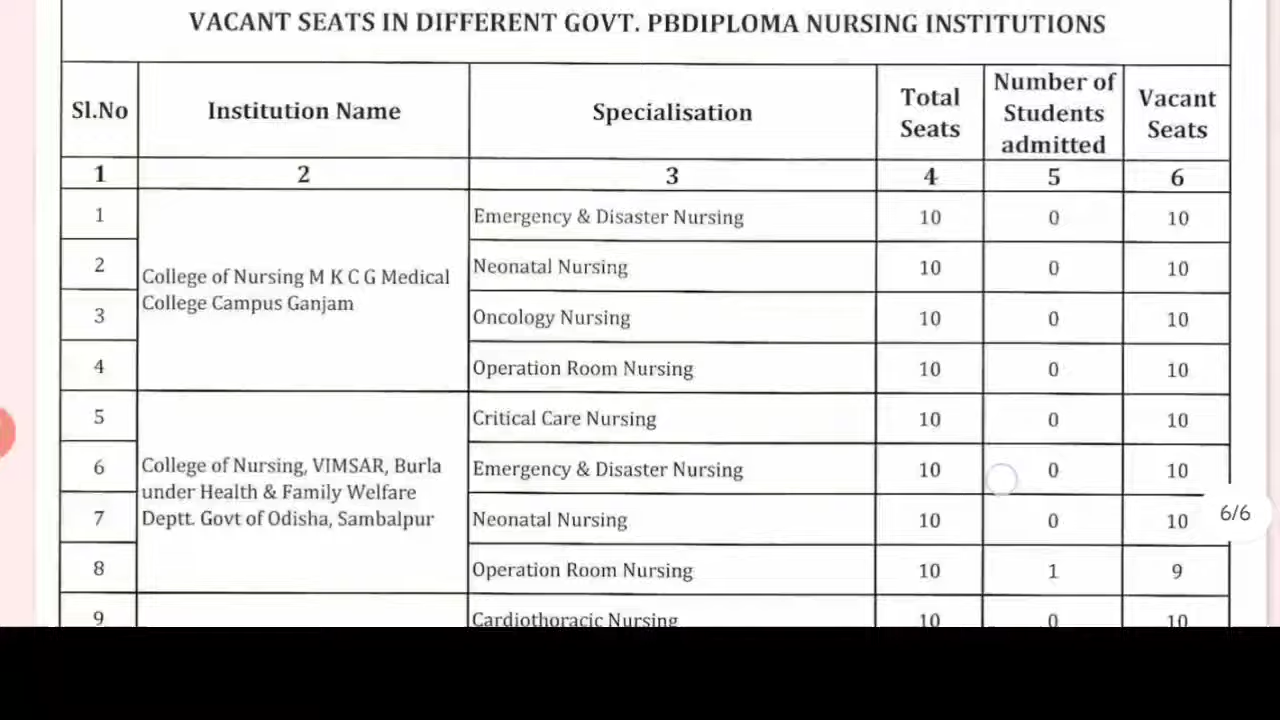 VACANT SEATS IN DIFFERENT GOVT. PBDIPLOMA NURSING INSTITUTIONS
Sl.No Institution Name Specialisation Total Seats Number of Students admitted Vacant Seats
1 2 3 4 5 6
1 College of Nursing M K C G Medical College Campus Ganjam Emergency & Disaster Nursing 10 0 10
2 Neonatal Nursing 10 0 10
3 Oncology Nursing 10 0 10
4 Operation Room Nursing 10 0 10
5 College of Nursing, VIMSAR, Burla under Health & Family Welfare Deptt. Govt of Odisha, Sambalpur Critical Care Nursing 10 0 10
6 Emergency & Disaster Nursing 10 0 10
7 Neonatal Nursing 10 0 10
8 Operation Room Nursing 10 1 9
9 Cardiothoracic Nursing 10 0 10
6/6